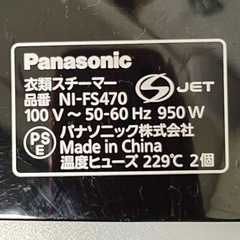 Panasonic
衣類スチーマー
S JET
品番 NI-FS470
100 V～50-60 Hz 950 W
PS
E
パナソニック株式会社
Made in China
温度ヒューズ 229℃ 2個